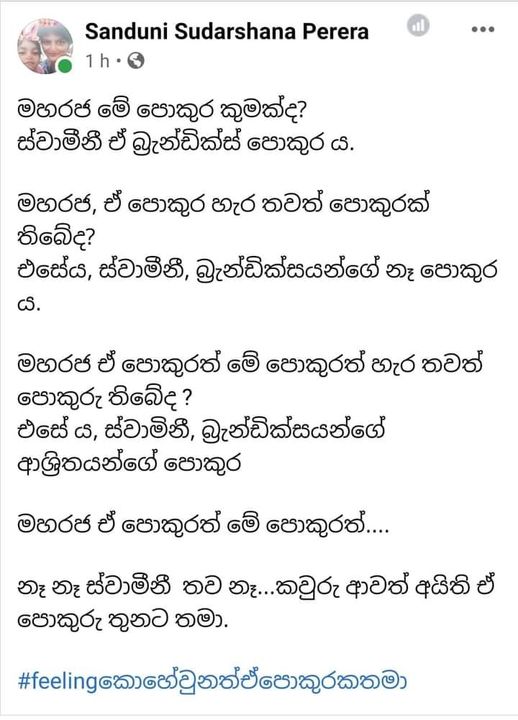 Sanduni Sudarshana Perera
1 h
මහරජ මේ පොකුර කුමක්ද?
ස්වාමීනී ඒ බ්‍රැන්ඩික්ස් පොකුර ය.
මහරජ, ඒ පොකුර හැර තවත් පොකුරක්
තිබේද?
එසේය, ස්වාමීනී, බ්‍රැන්ඩික්සයන්ගේ නෑ පොකුර
ය.
මහරජ ඒ පොකුරත් මේ පොකුරත් හැර තවත්
පොකුරු තිබේද ?
එසේ ය, ස්වාමිනී, බ්‍රැන්ඩික්සයන්ගේ
ආශ්‍රිතයන්ගේ පොකුර
මහරජ ඒ පොකුරත් මේ පොකුරත්....
නෑ නෑ ස්වාමීනී තව නෑ...කවුරු ආවත් අයිති ඒ
පොකුරු තුනට තමා.
#feelingකොහේවුනත්ඒපොකුරකතමා